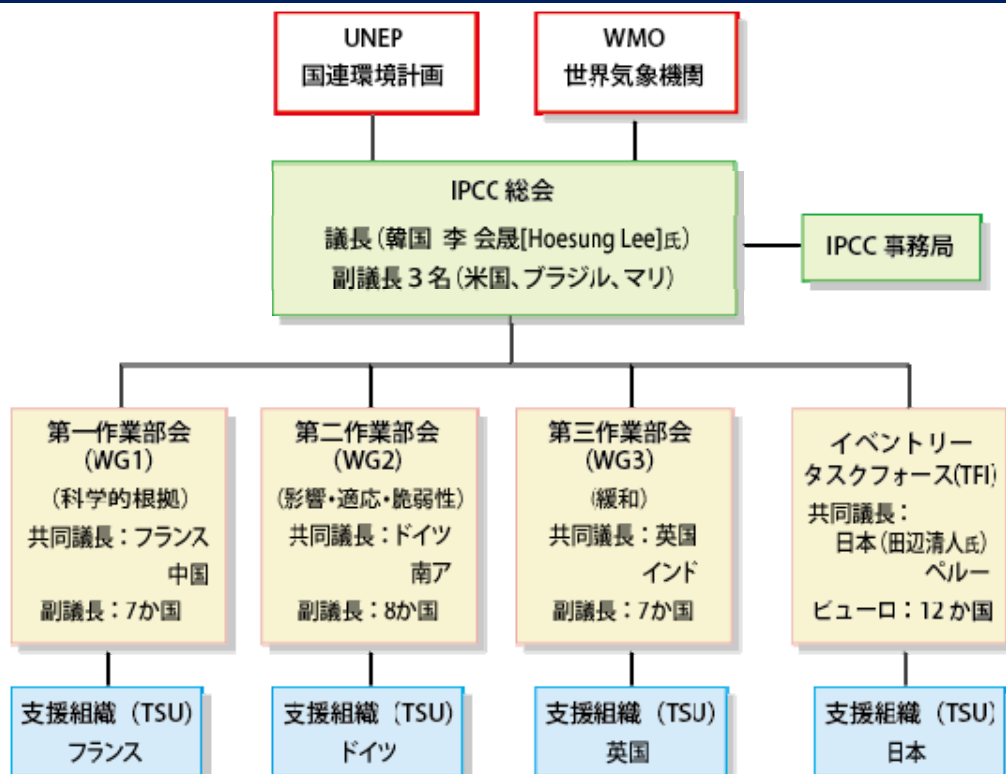 UNEP
国連環境計画
WMO
世界気象機関
IPCC 総会
議長(韓国 李 会晟[Hoesung Lee]氏)
副議長3名(米国、ブラジル、マリ)
IPCC 事務局
第一作業部会
(WG1)
(科学的根拠)
共同議長:フランス
中国
副議長:7か国
第二作業部会
(WG2)
(影響・適応・脆弱性)
共同議長:ドイツ
南ア
副議長:8か国
第三作業部会
(WG3)
(緩和)
共同議長:英国
インド
副議長:7か国
イベントリー
タスクフォース(TFI)
共同議長:
日本(田辺清人氏)
ペルー
ビューロ:12か国
支援組織(TSU)
フランス
支援組織(TSU)
ドイツ
支援組織(TSU)
英国
支援組織(TSU)
日本